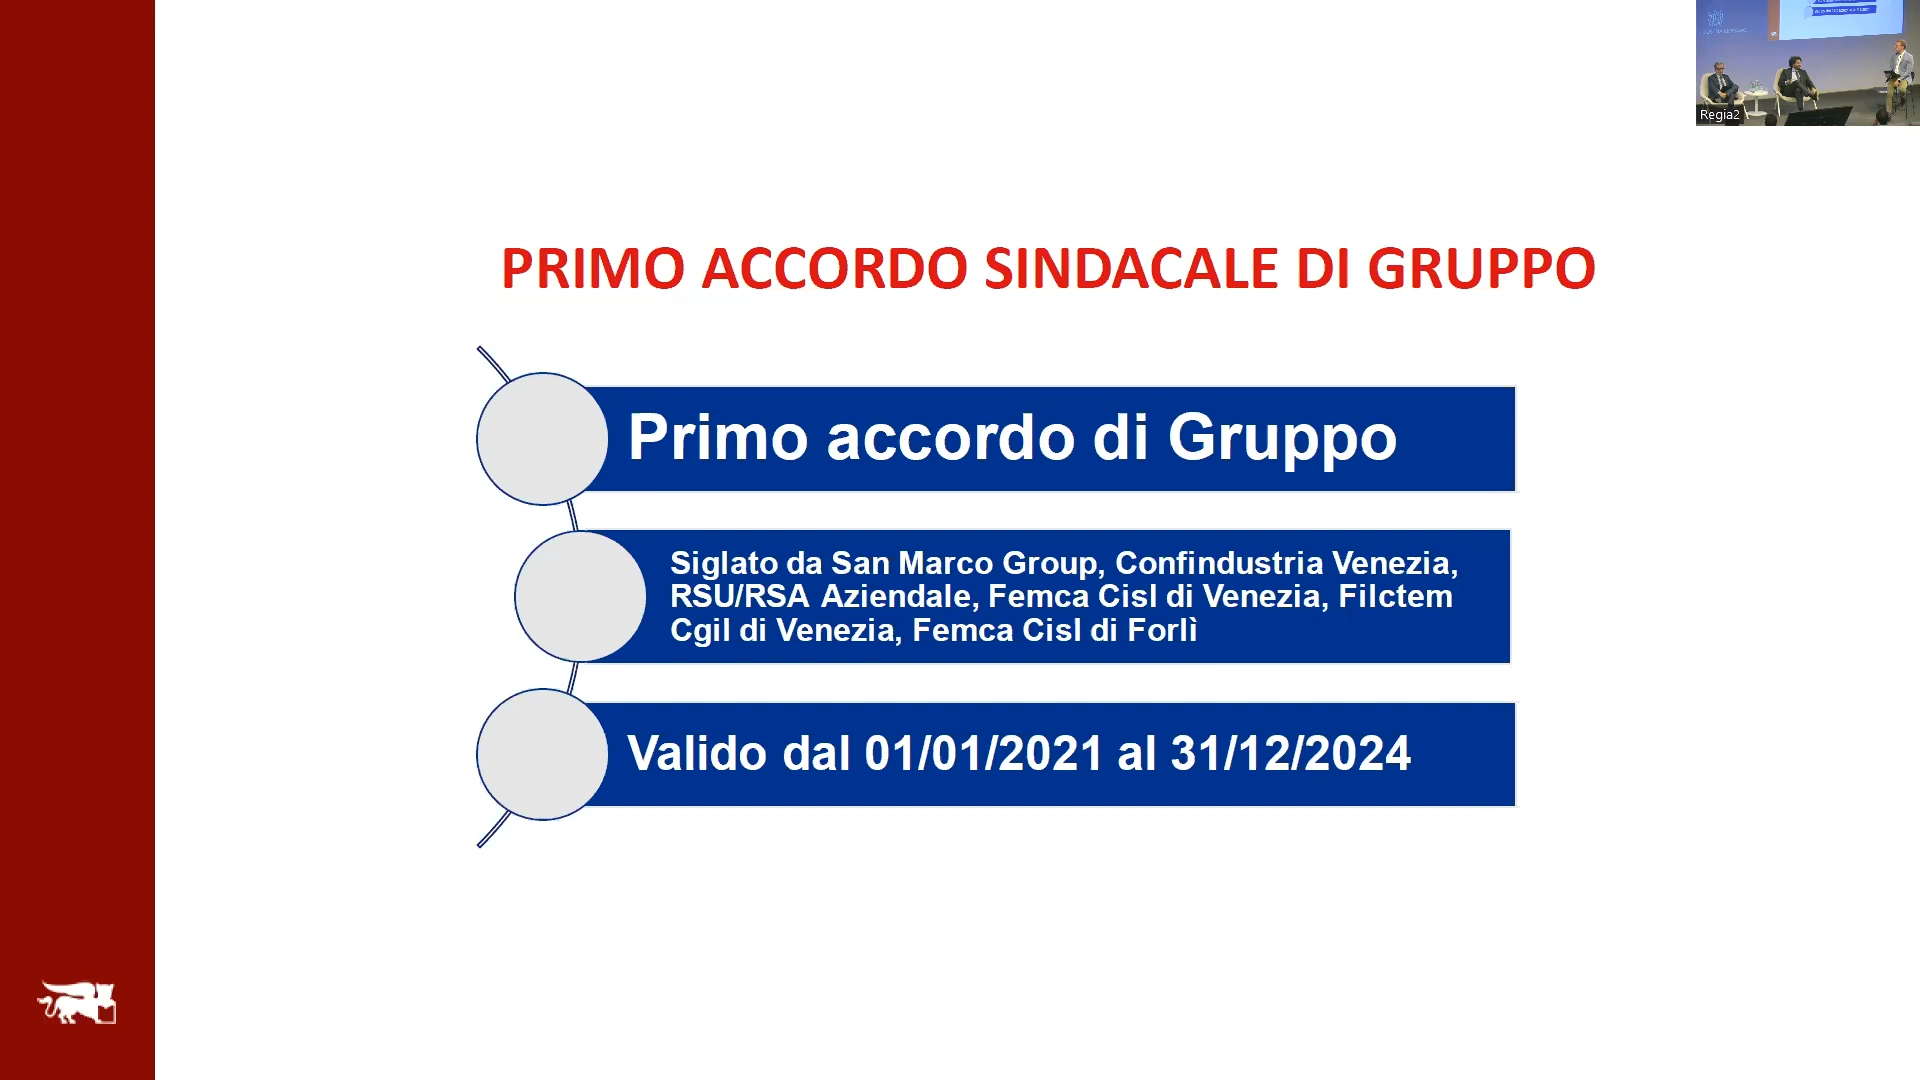 Regia2
PRIMO ACCORDO SINDACALE DI GRUPPO
Primo accordo di Gruppo
Siglato da San Marco Group, Confindustria Venezia,
RSU/RSA Aziendale, Femca Cisl di Venezia, Filctem
Cgil di Venezia, Femca Cisl di Forlì
Valido dal 01/01/2021 al 31/12/2024